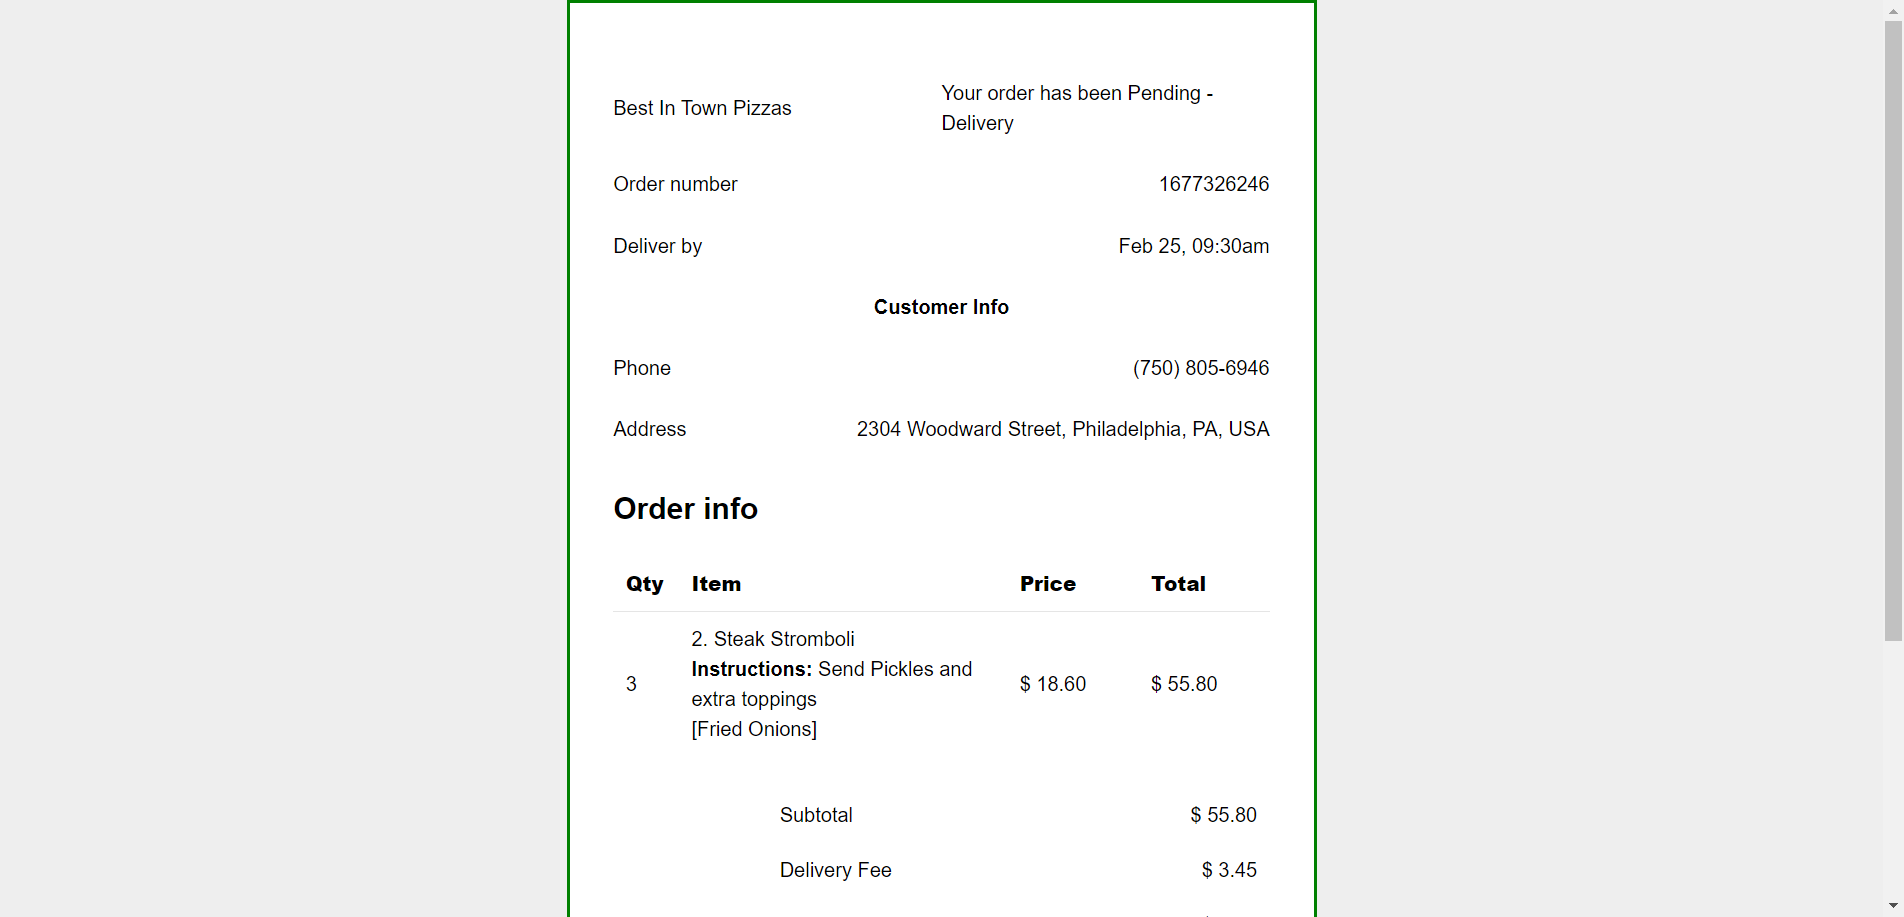 Best In Town Pizzas
Your order has been Pending -
Delivery
Order number 1677326246
Deliver by Feb 25, 09:30am
Customer Info
Phone (750) 805-6946
Address 2304 Woodward Street, Philadelphia, PA, USA
Order info
Qty Item Price Total
2. Steak Stromboli
Instructions: Send Pickles and
3 $ 18.60 $ 55.80
extra toppings
[Fried Onions]
Subtotal $ 55.80
Delivery Fee $ 3.45